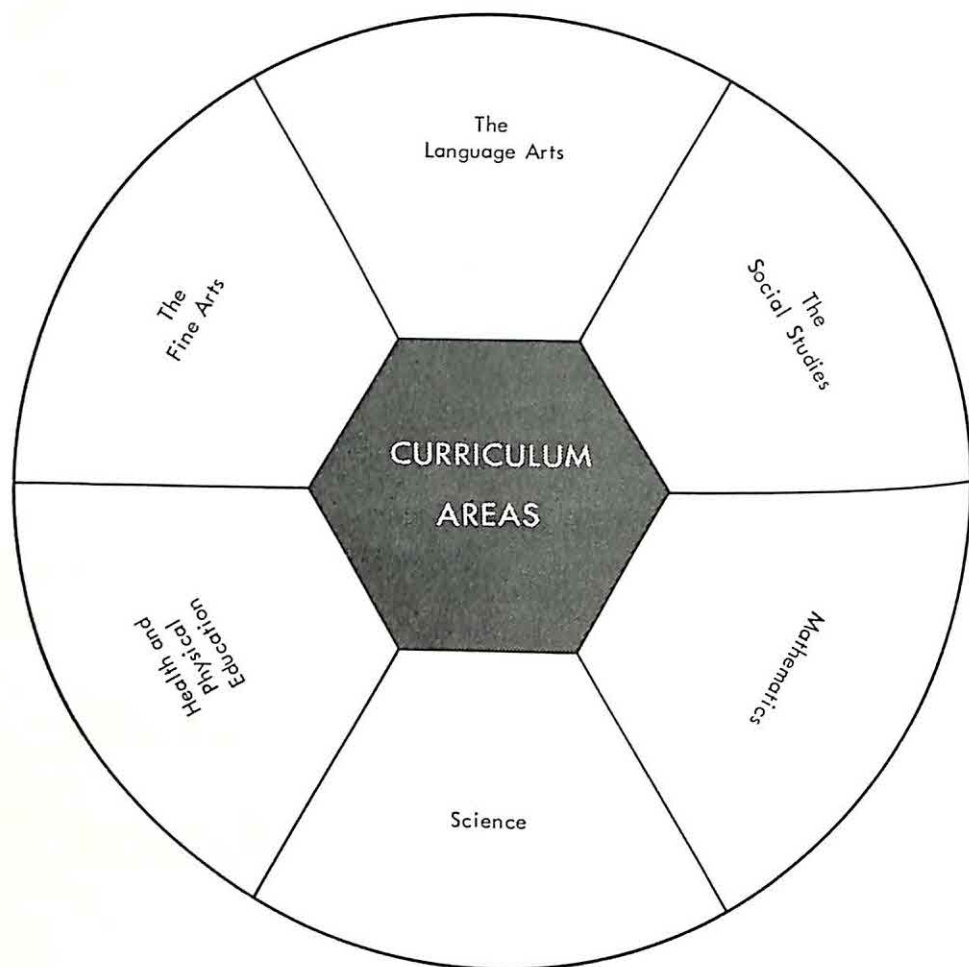 The
Language Arts
The
Social Studies
Mathematics
Science
Health and
Physical
Education
The
Fine Arts
CURRICULUM
AREAS